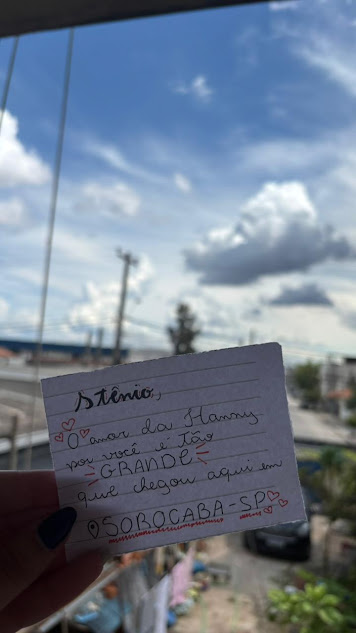 Stênio,
O amor da Hanny
por você é tão
GRANDE
que chegou aqui em
SOROCABA-SP